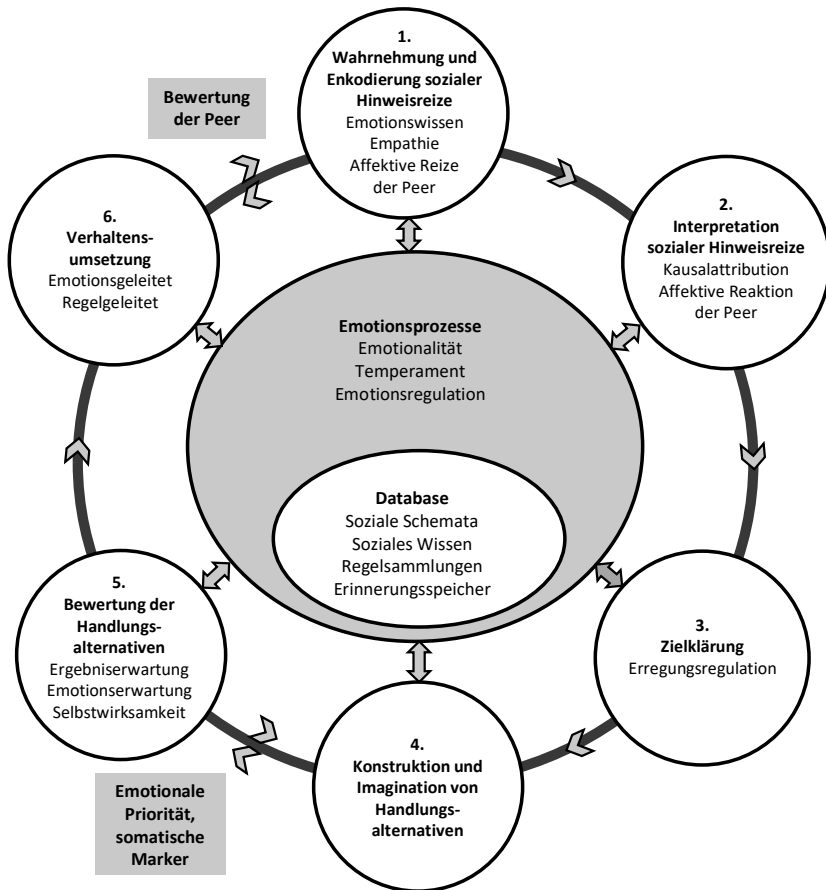 1.
Wahrnehmung und
Enkodierung sozialer
Hinweisreize
Emotionswissen
Empathie
Affektive Reize
der Peer
Bewertung
der Peer
2.
Interpretation
sozialer Hinweisreize
Kausalattribution
Affektive Reaktion
der Peer
6.
Verhaltens-
umsetzung
Emotionsgeleitet
Regelgeleitet
Emotionsprozesse
Emotionalität
Temperament
Emotionsregulation
Database
Soziale Schemata
Soziales Wissen
Regelsammlungen
Erinnerungsspeicher
3.
Zielklärung
Erregungsregulation
5.
Bewertung der
Handlungs-
alternativen
Ergebniserwartung
Emotionserwartung
Selbstwirksamkeit
4.
Konstruktion und
Imagination von
Handlungs-
alternativen
Emotionale
Priorität,
somatische
Marker